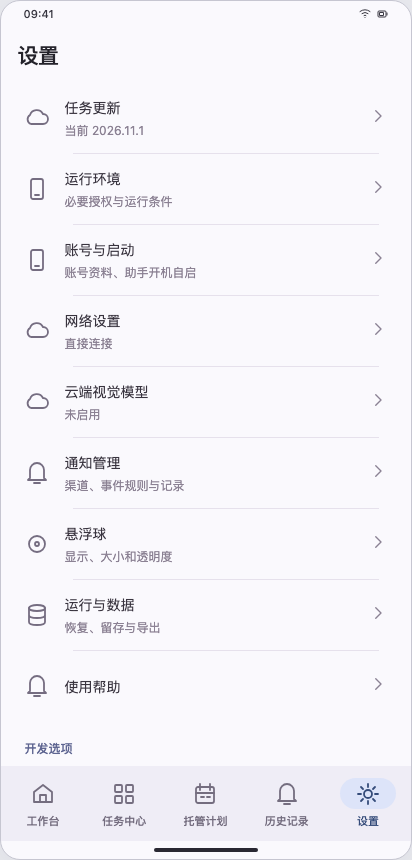 09:41
设置
任务更新
当前 2026.11.1
运行环境
必要授权与运行条件
账号与启动
账号资料、助手开机自启
网络设置
直接连接
云端视觉模型
未启用
通知管理
渠道、事件规则与记录
悬浮球
显示、大小和透明度
运行与数据
恢复、留存与导出
使用帮助
开发选项
工作台 任务中心 托管计划 历史记录 设置